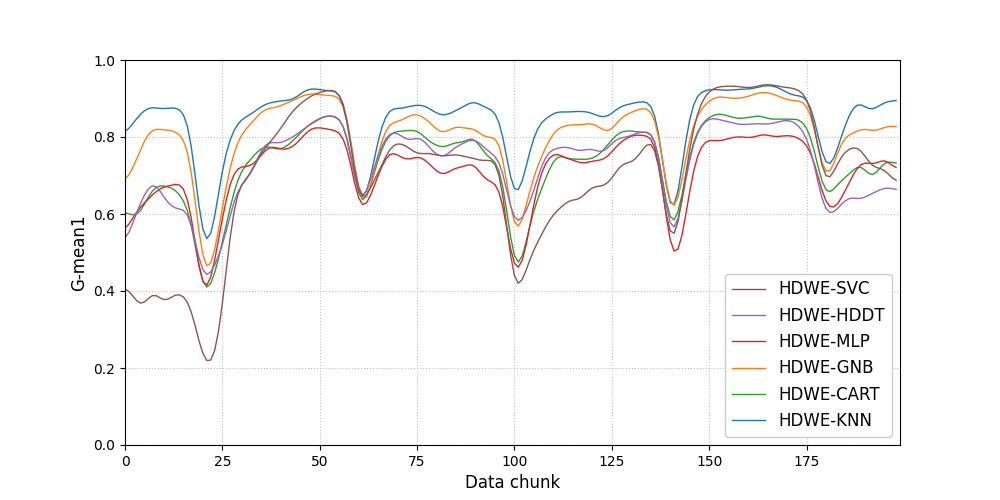 1.0
0.8
0.6
0.4
0.2
0.0
G-mean1
0 25 50 75 100 125 150 175
Data chunk
HDWE-SVC
HDWE-HDDT
HDWE-MLP
HDWE-GNB
HDWE-CART
HDWE-KNN